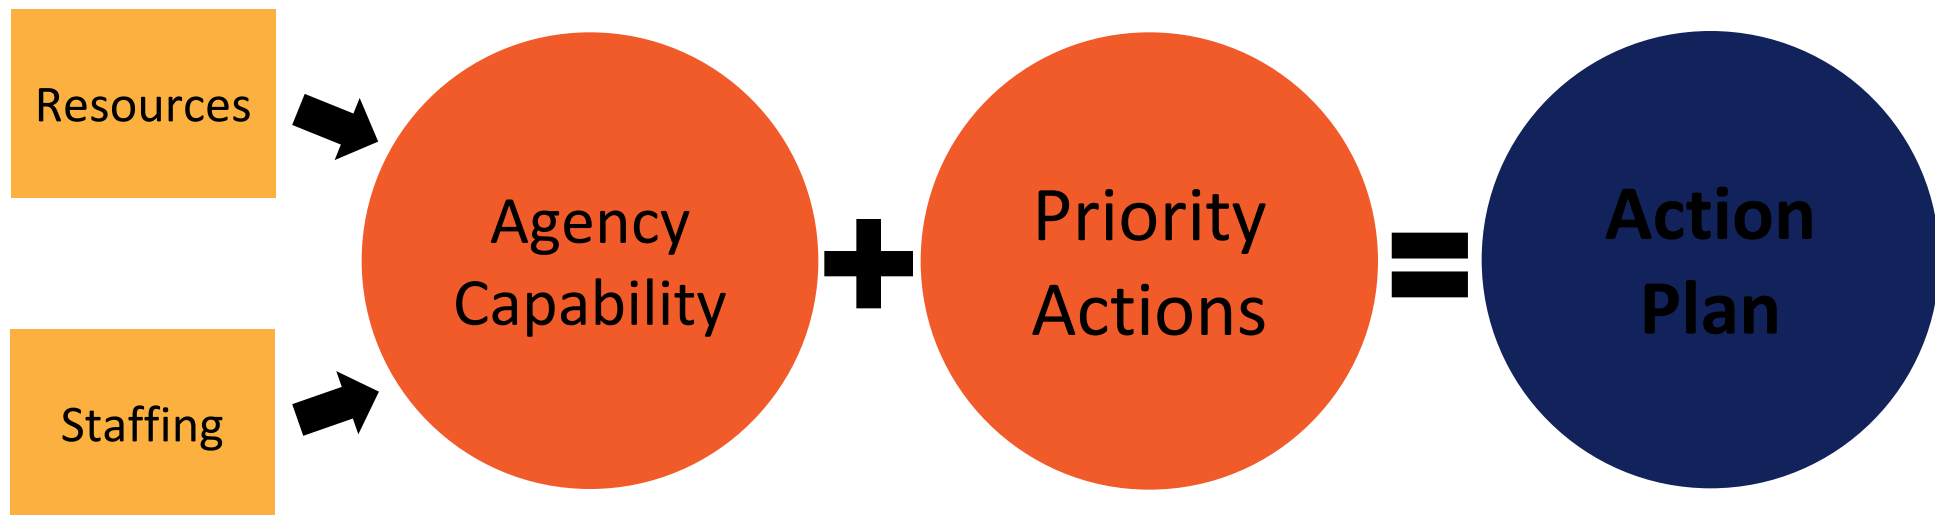 Resources
Staffing
Agency
Capability
Priority
Actions
Action
Plan